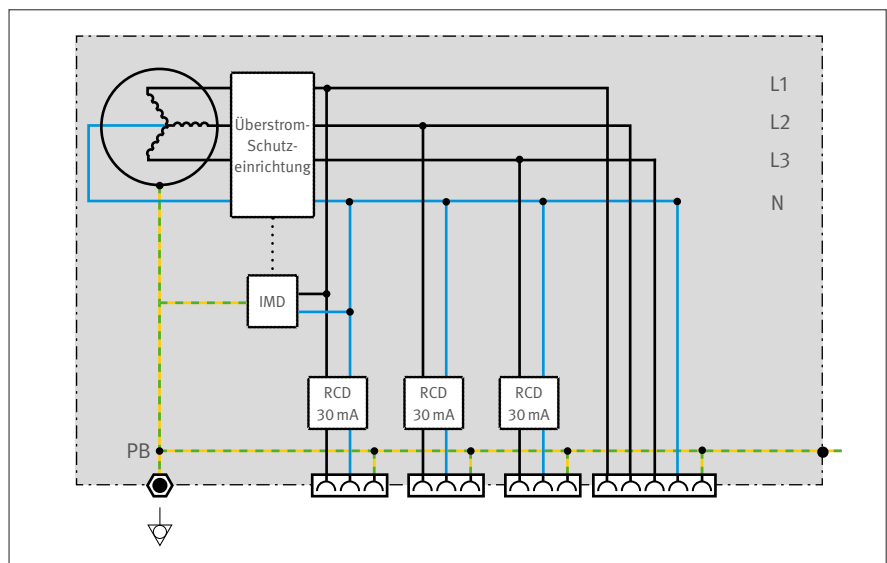 L1
L2
L3
N
Überstrom-
Schutz-
einrichtung
IMD
RCD
30 mA
RCD
30 mA
RCD
30 mA
PB